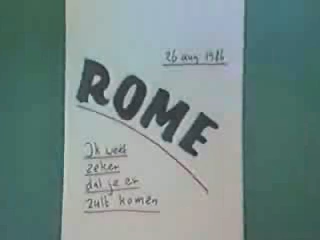 26 aug 1986
ROME
Ik weet
zeker
dat je er
zult komen